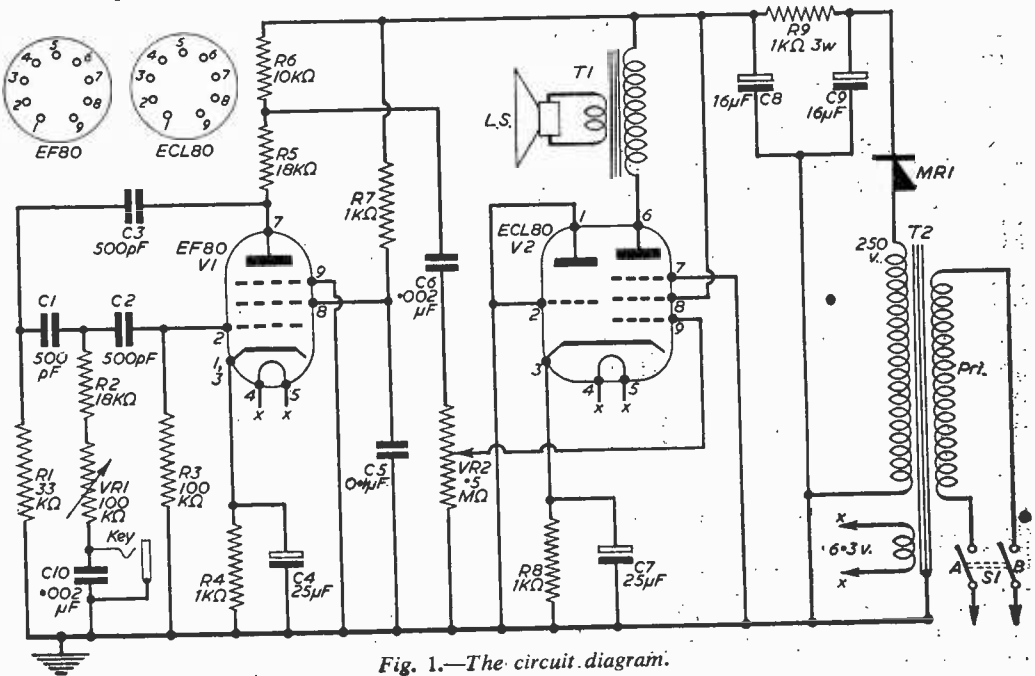 5
4
6
3
7
2
8
1
9
EF80
5
4
6
3
7
2
8
1
9
ECL80
R6
10KΩ
R5
18KΩ
C3
500pF
R7
1KΩ
EF80
V1
7
9
8
2
1,
3
4
5
x
x
C1
500
pF
C2
500pF
R2
18KΩ
R1
33
KΩ
VR1
100
KΩ
R3
100
KΩ
Key
C10
·002
µF
R4
1KΩ
C4
25µF
C5
0·1µF
C6
·002
µF
VR2
·5
MΩ
L.S.
T1
ECL80
V2
1
6
7
8
9
2
3
4
5
x
x
R8
1KΩ
C7
25µF
R9
1KΩ 3w
16µF C8
C9
16µF
MR1
T2
250
v.
Pri.
x
6·3 v.
x
A
S1
B
Fig. 1.—The circuit diagram.